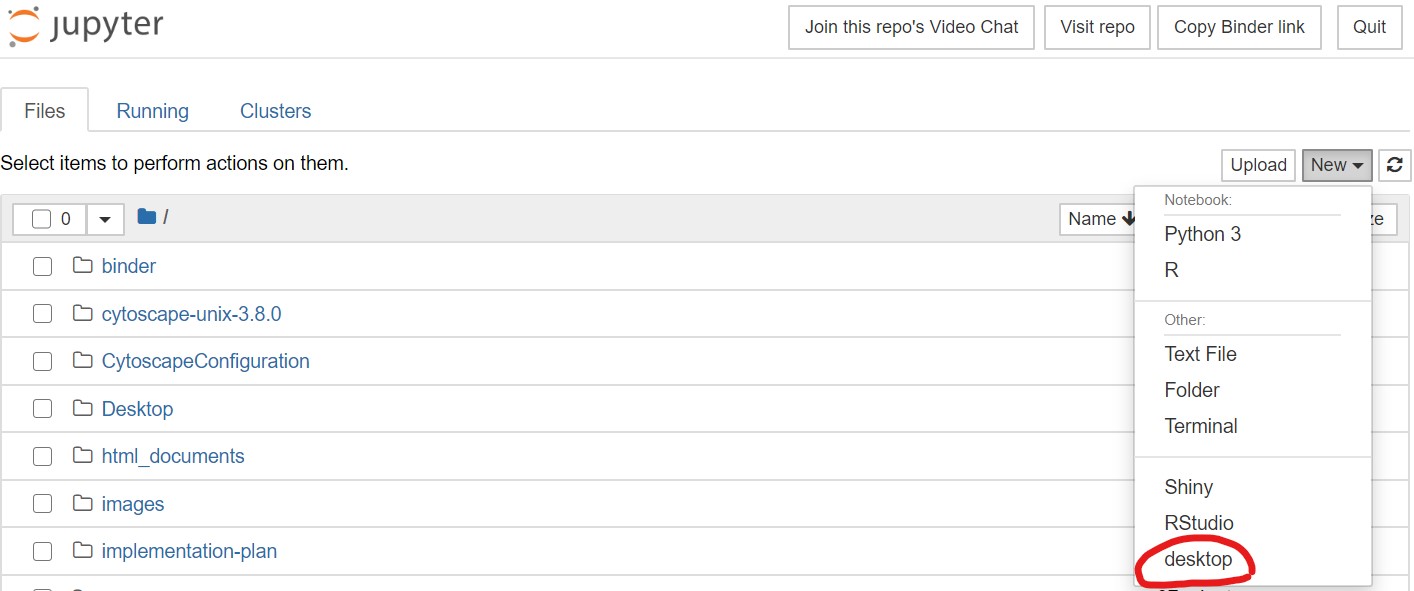 jupyter
Join this repo's Video Chat Visit repo Copy Binder link Quit
Files Running Clusters
Select items to perform actions on them.
Upload New
0 / Name
Notebook:
Python 3
R
Other:
Text File
Folder
Terminal
Shiny
RStudio
desktop
binder
cytoscape-unix-3.8.0
CytoscapeConfiguration
Desktop
html_documents
images
implementation-plan